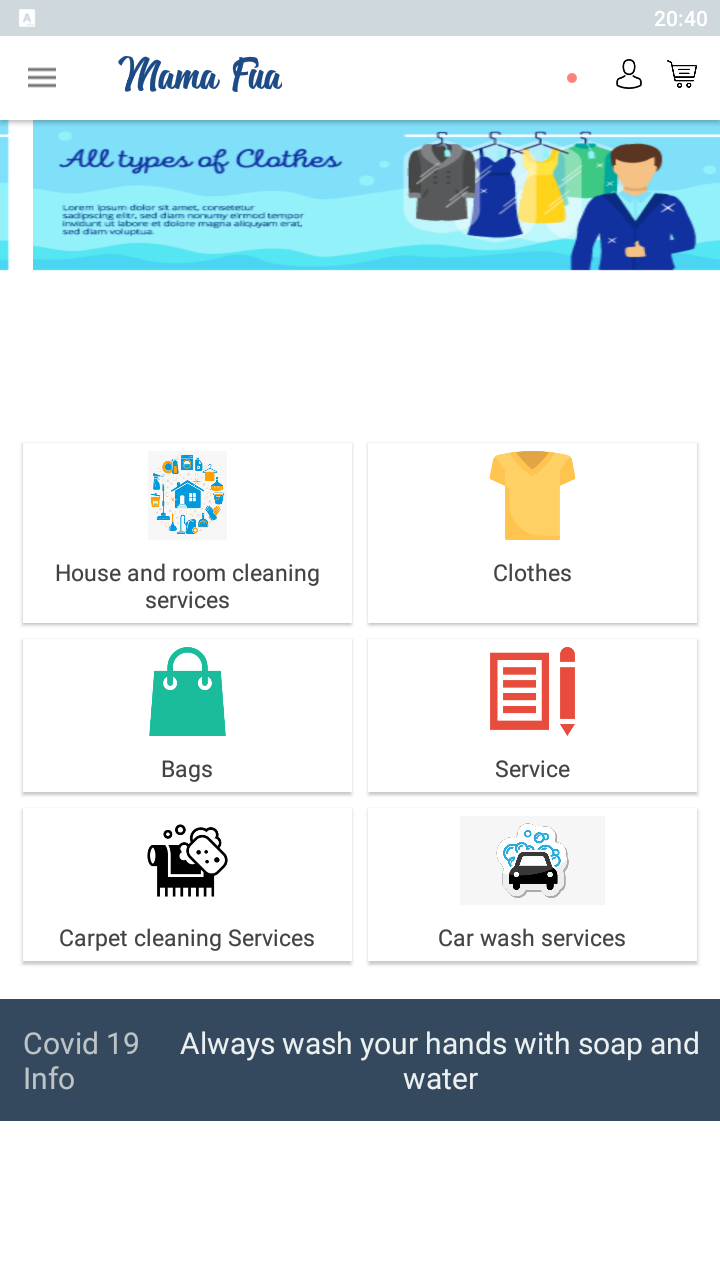 A
20:40
Mama Fua
All types of Clothes
Lorem ipsum dolor sit amet, consetetur
sadipscing elitr, sed diam nonumy eirmod tempor
invidunt ut labore et dolore magna aliquyam erat,
sed diam voluptua.
House and room cleaning
services
Clothes
Bags
Service
Carpet cleaning Services
Car wash services
Covid 19
Info
Always wash your hands with soap and
water